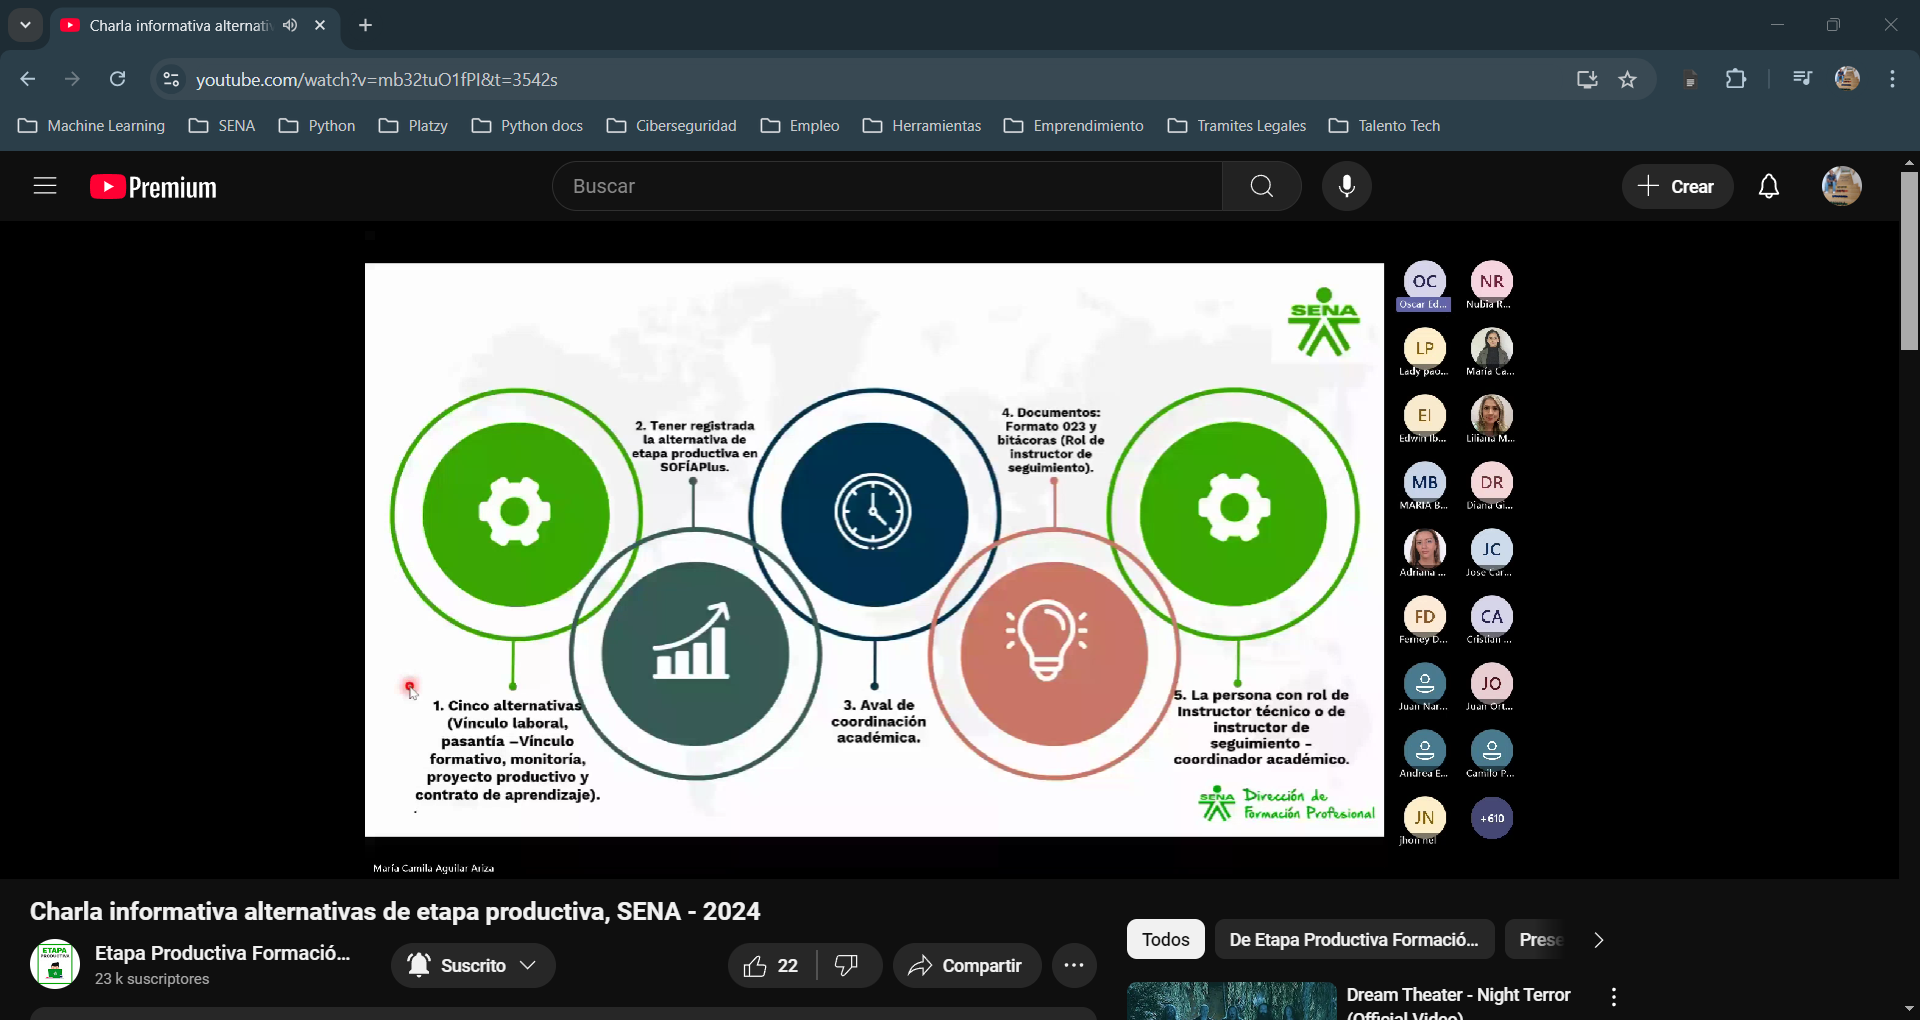 Charla informativa alternati
youtube.com/watch?v=mb32tuO1fPI&t=3542s
Machine Learning
SENA
Python
Platzy
Python docs
Ciberseguridad
Empleo
Herramientas
Emprendimiento
Tramites Legales
Talento Tech
Premium
Buscar
Crear
SENA
2. Tener registrada
la alternativa de
etapa productiva en
SOFÍAPlus.
4. Documentos:
Formato 023 y
bitácoras (Rol de
instructor de
seguimiento).
1. Cinco alternativas
(Vínculo laboral,
pasantía –Vínculo
formativo, monitoría,
proyecto productivo y
contrato de aprendizaje).
.
3. Aval de
coordinación
académica.
5. La persona con rol de
Instructor técnico o de
instructor de
seguimiento –
coordinador académico.
SENA
Dirección de
Formación Profesional
OC
Oscar Ed...
NR
Nubia R...
LP
Lady pao...
María Ca...
EI
Edwin Ib...
Liliana M...
MB
MARIA B...
DR
Diana Gi...
Adriana ...
JC
Jose Car...
FD
Ferney D...
CA
Cristian ...
Juan Nar...
JO
Juan Ort...
Andrea E...
Camilo P...
JN
jhon nel
+610
María Camila Aguilar Ariza
Charla informativa alternativas de etapa productiva, SENA - 2024
ETAPA
PRODUCTIVA
Etapa Productiva Formació...
23 k suscriptores
Suscrito
22
Compartir
Todos
De Etapa Productiva Formació...
Prese
Dream Theater - Night Terror
(Official Video)